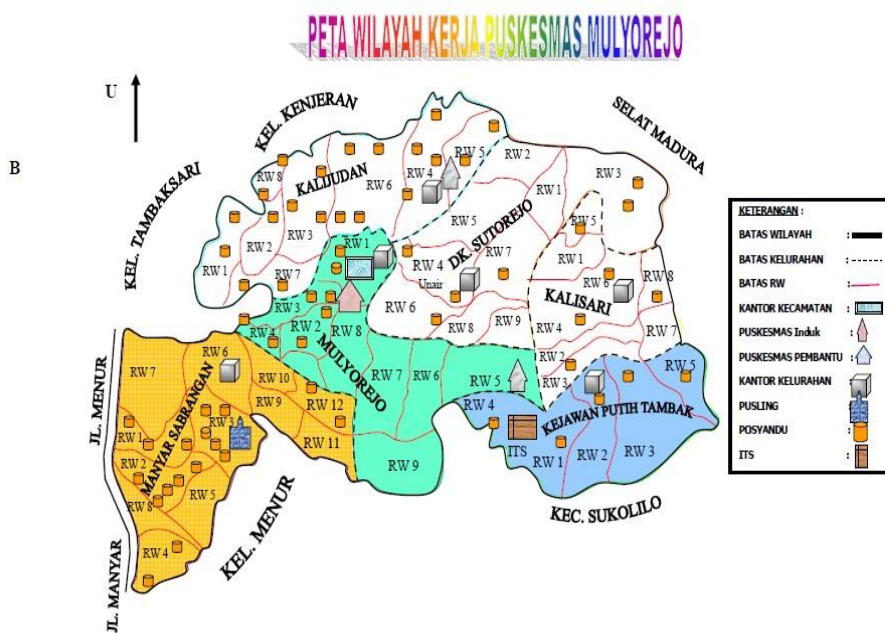 PETA WILAYAH KERJA PUSKESMAS MULYOREJO
U
B
KEL. KENJERAN
SELAT MADURA
KEL. TAMBAKSARI
KALIJUDAN
RW 8
RW 6
RW 4
RW 5
RW 3
RW 2
RW 1
RW 7
DK. SUTOREJO
RW 2
RW 1
RW 3
RW 5
RW 4
Unair
RW 7
RW 6
RW 8
RW 9
KALISARI
RW 5
RW 1
RW 6
RW 8
RW 4
RW 7
RW 2
RW 3
MULYOREJO
RW 1
RW 3
RW 4
RW 2
RW 8
RW 7
RW 6
RW 5
RW 9
MANYAR SABRANGAN
RW 6
RW 7
RW 10
RW 9
RW 12
RW 3
RW 1
RW 11
RW 2
RW 5
RW 8
RW 4
KEJAWAN PUTIH TAMBAK
RW 5
RW 4
ITS
RW 1
RW 2
RW 3
JL. MENUR
JL. MANYAR
KEL. MENUR
KEC. SUKOLILO
KETERANGAN :
BATAS WILAYAH :
BATAS KELURAHAN :
BATAS RW :
KANTOR KECAMATAN :
PUSKESMAS Induk :
PUSKESMAS PEMBANTU :
KANTOR KELURAHAN :
PUSLING :
POSYANDU :
ITS :